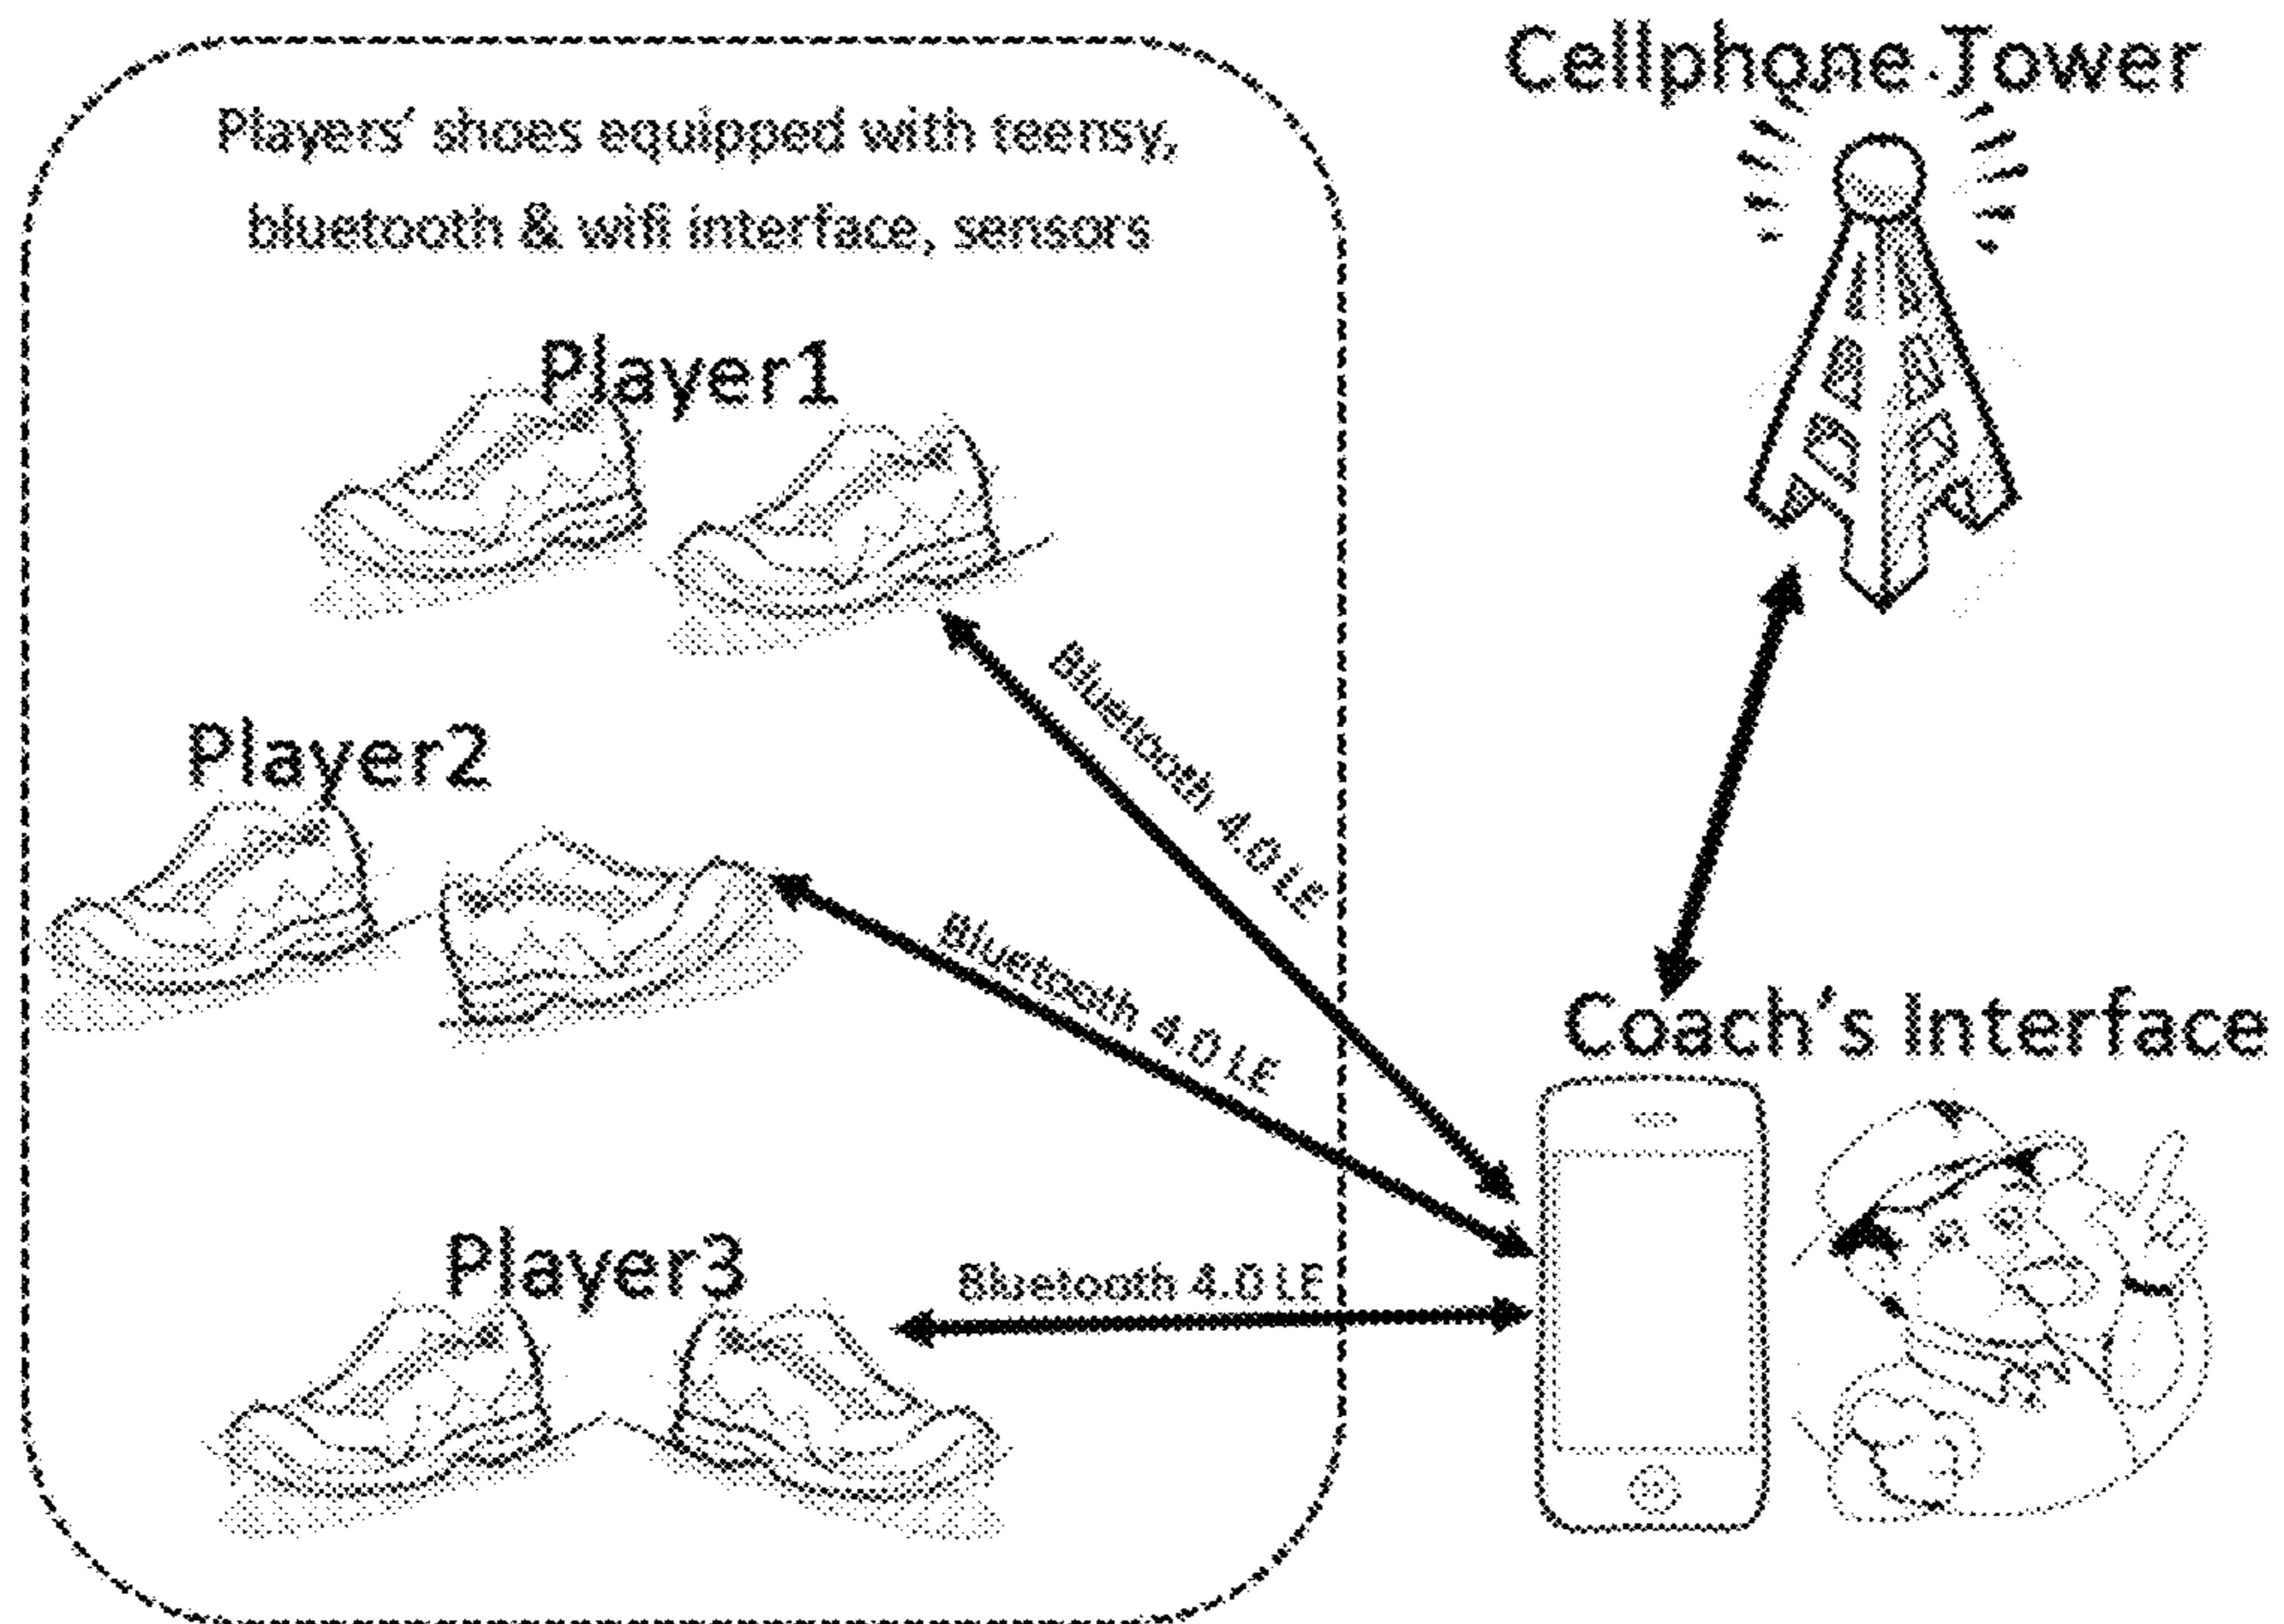 Cellphone Tower
Players' shoes equipped with teensy,
bluetooth & wifi interface, sensors
Player1
Bluetooth 4.0 LE
Player2
Bluetooth 4.0 LE
Coach's Interface
Player3
Bluetooth 4.0 LE